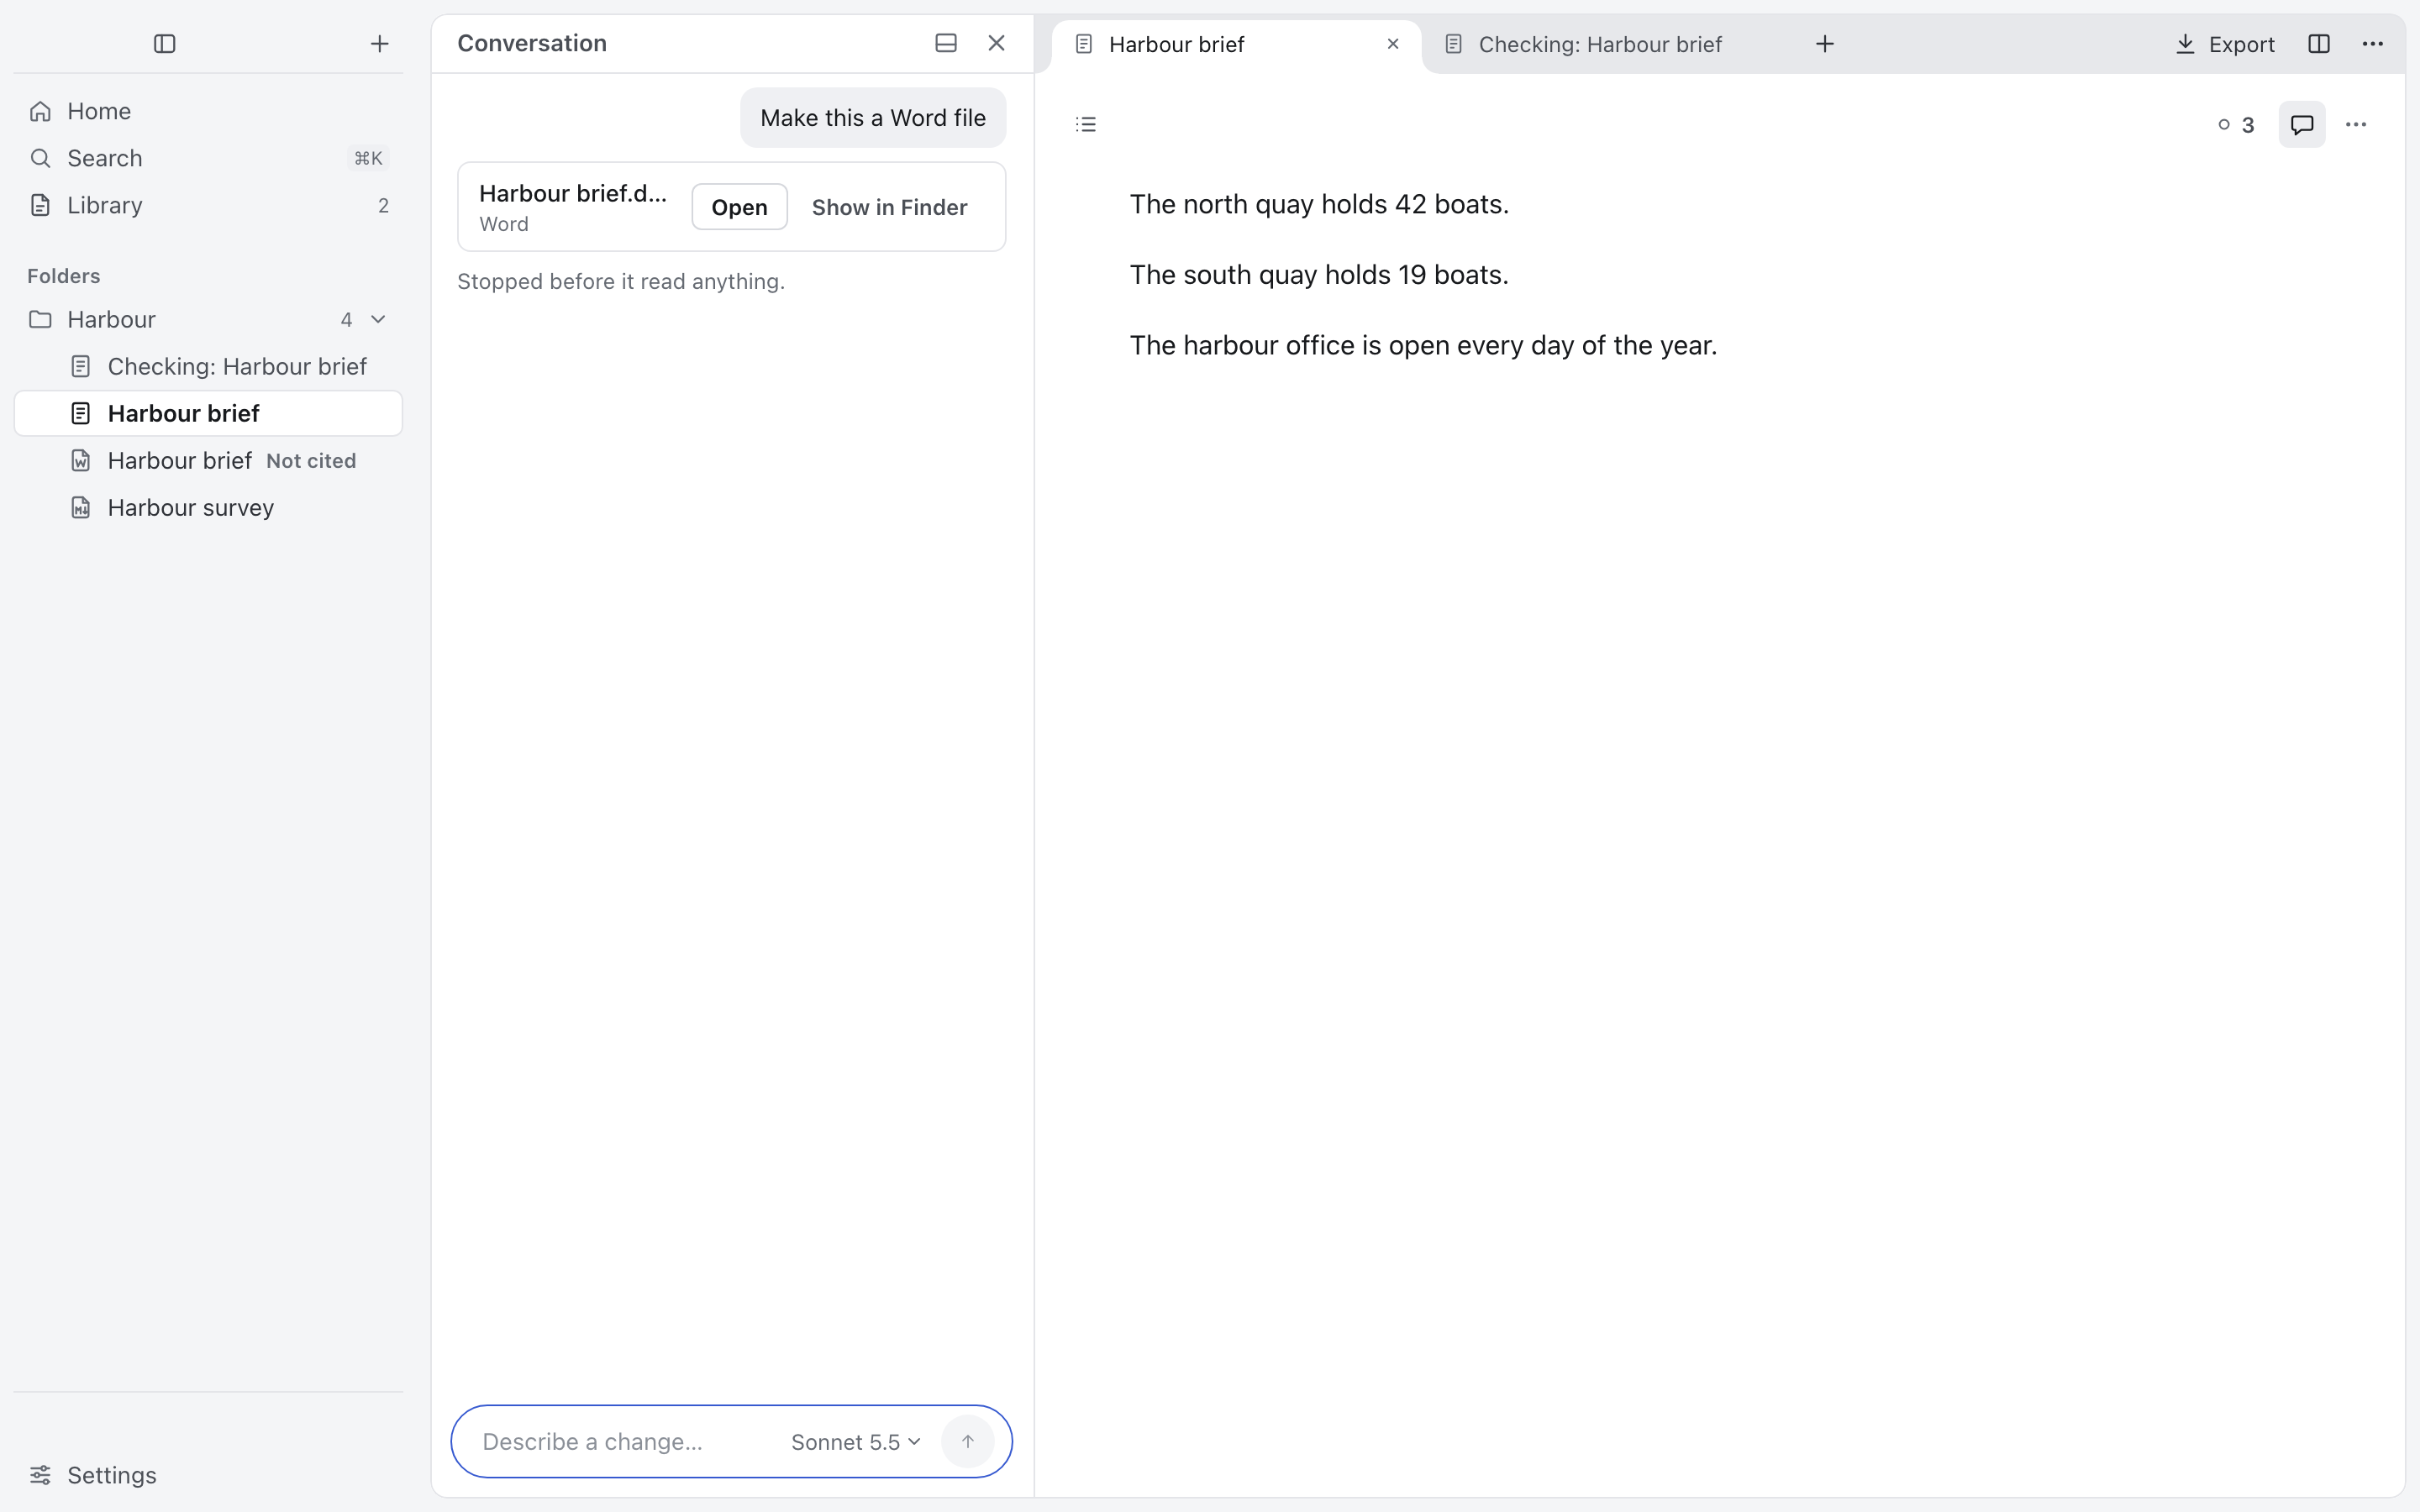 Home
Search ⌘K
Library 2
Folders
Harbour 4
Checking: Harbour brief
Harbour brief
Harbour brief Not cited
Harbour survey
Settings
Conversation
Make this a Word file
Harbour brief.d...
Word
Open
Show in Finder
Stopped before it read anything.
Describe a change...
Sonnet 5.5
Harbour brief
Checking: Harbour brief
Export
3
The north quay holds 42 boats.
The south quay holds 19 boats.
The harbour office is open every day of the year.